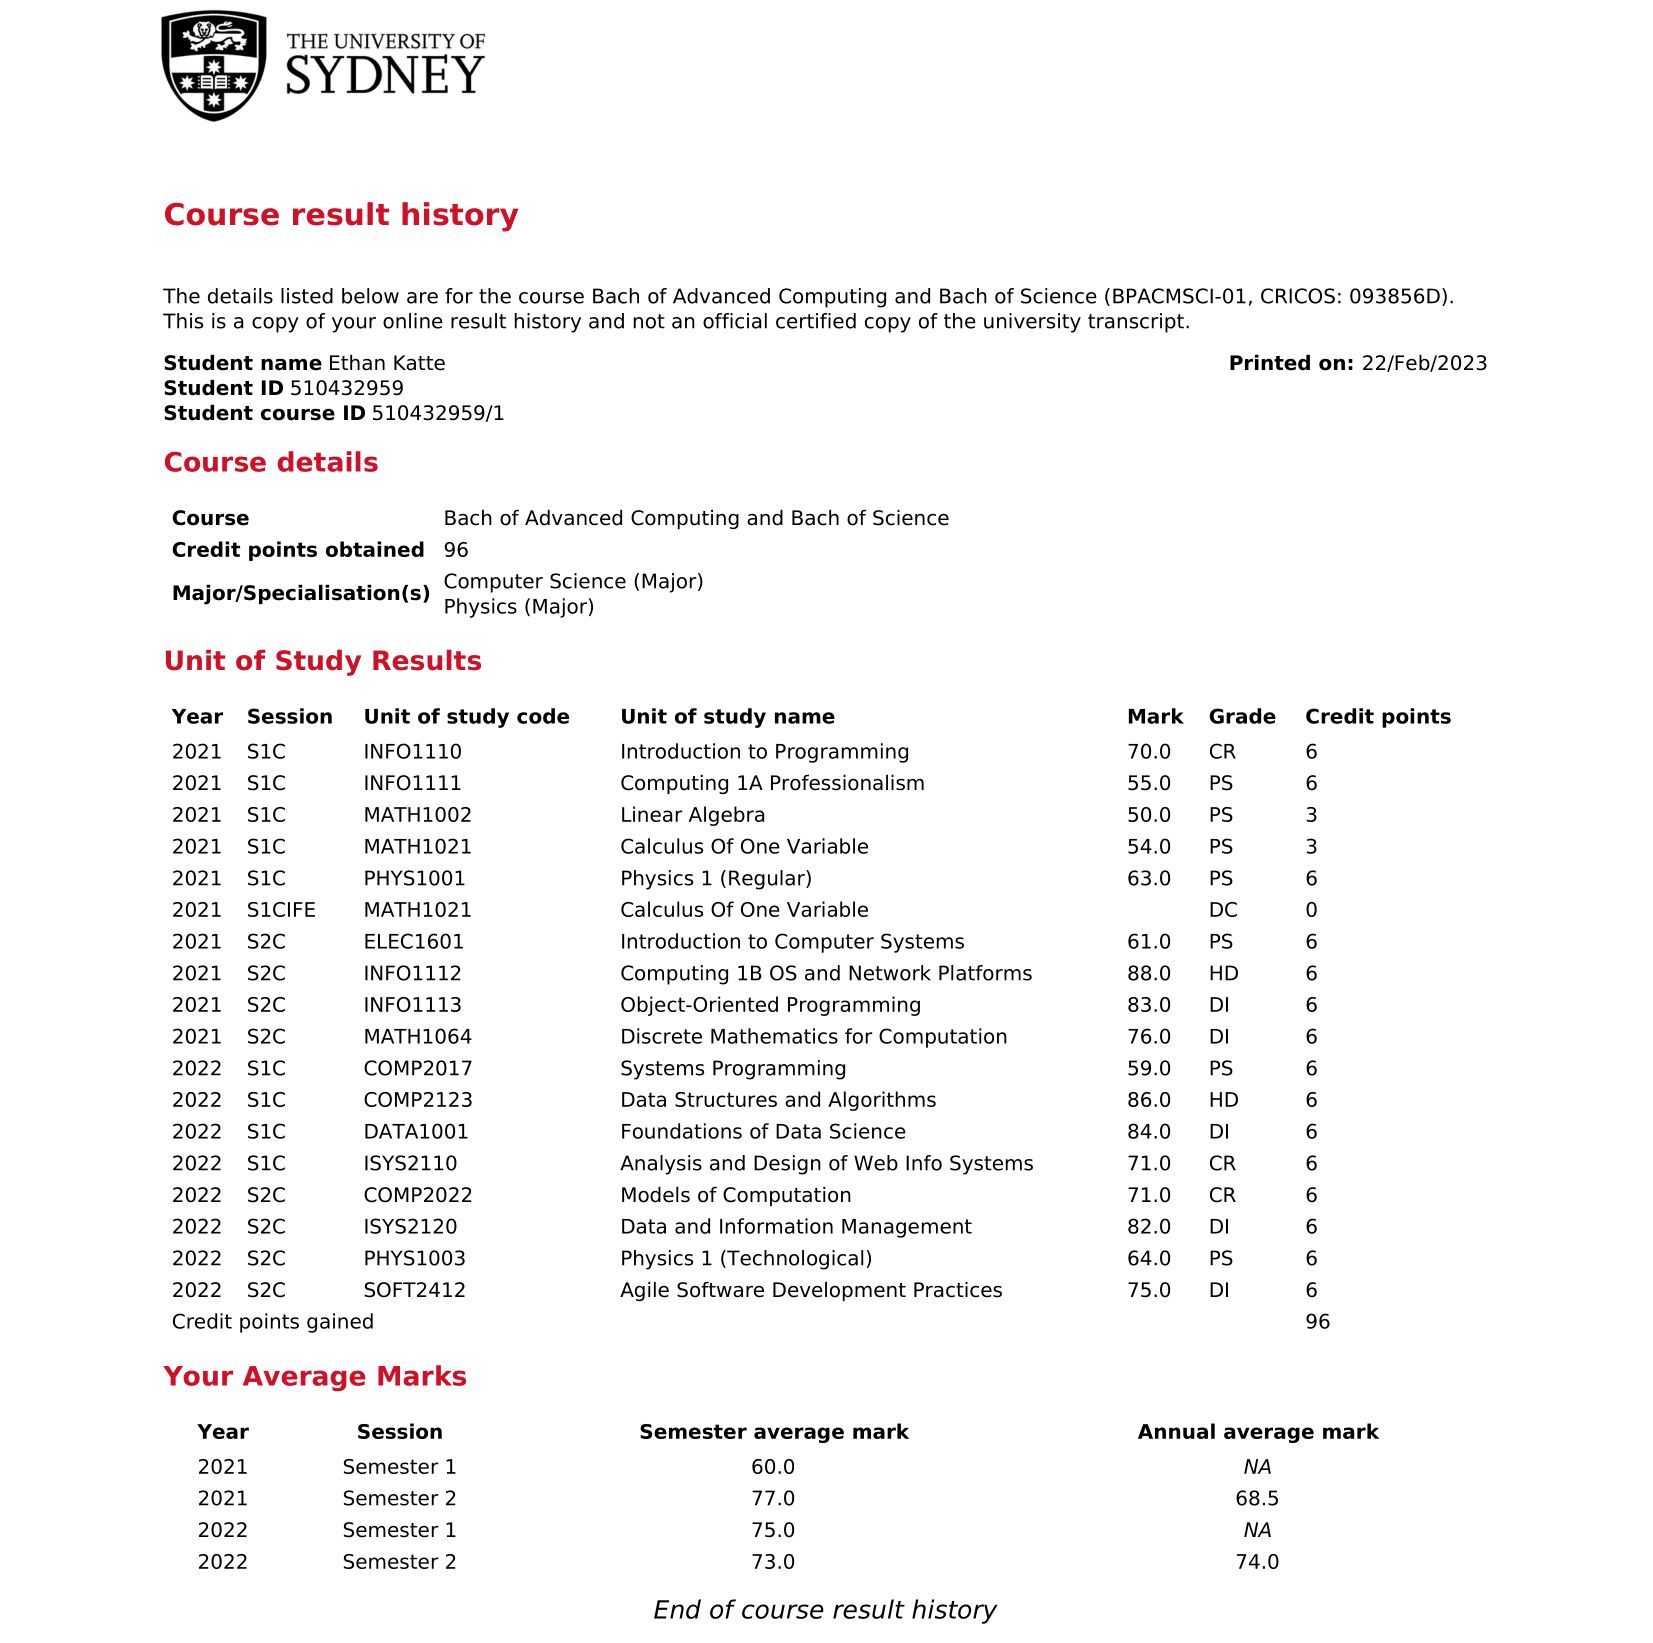 THE UNIVERSITY OF
SYDNEY
Course result history
The details listed below are for the course Bach of Advanced Computing and Bach of Science (BPACMSCI-01, CRICOS: 093856D).
This is a copy of your online result history and not an official certified copy of the university transcript.
Student name Ethan Katte Printed on: 22/Feb/2023
Student ID 510432959
Student course ID 510432959/1
Course details
Course Bach of Advanced Computing and Bach of Science
Credit points obtained 96
Major/Specialisation(s) Computer Science (Major)
Physics (Major)
Unit of Study Results
Year Session Unit of study code Unit of study name Mark Grade Credit points
2021 S1C INFO1110 Introduction to Programming 70.0 CR 6
2021 S1C INFO1111 Computing 1A Professionalism 55.0 PS 6
2021 S1C MATH1002 Linear Algebra 50.0 PS 3
2021 S1C MATH1021 Calculus Of One Variable 54.0 PS 3
2021 S1C PHYS1001 Physics 1 (Regular) 63.0 PS 6
2021 S1CIFE MATH1021 Calculus Of One Variable DC 0
2021 S2C ELEC1601 Introduction to Computer Systems 61.0 PS 6
2021 S2C INFO1112 Computing 1B OS and Network Platforms 88.0 HD 6
2021 S2C INFO1113 Object-Oriented Programming 83.0 DI 6
2021 S2C MATH1064 Discrete Mathematics for Computation 76.0 DI 6
2022 S1C COMP2017 Systems Programming 59.0 PS 6
2022 S1C COMP2123 Data Structures and Algorithms 86.0 HD 6
2022 S1C DATA1001 Foundations of Data Science 84.0 DI 6
2022 S1C ISYS2110 Analysis and Design of Web Info Systems 71.0 CR 6
2022 S2C COMP2022 Models of Computation 71.0 CR 6
2022 S2C ISYS2120 Data and Information Management 82.0 DI 6
2022 S2C PHYS1003 Physics 1 (Technological) 64.0 PS 6
2022 S2C SOFT2412 Agile Software Development Practices 75.0 DI 6
Credit points gained 96
Your Average Marks
Year Session Semester average mark Annual average mark
2021 Semester 1 60.0 NA
2021 Semester 2 77.0 68.5
2022 Semester 1 75.0 NA
2022 Semester 2 73.0 74.0
End of course result history